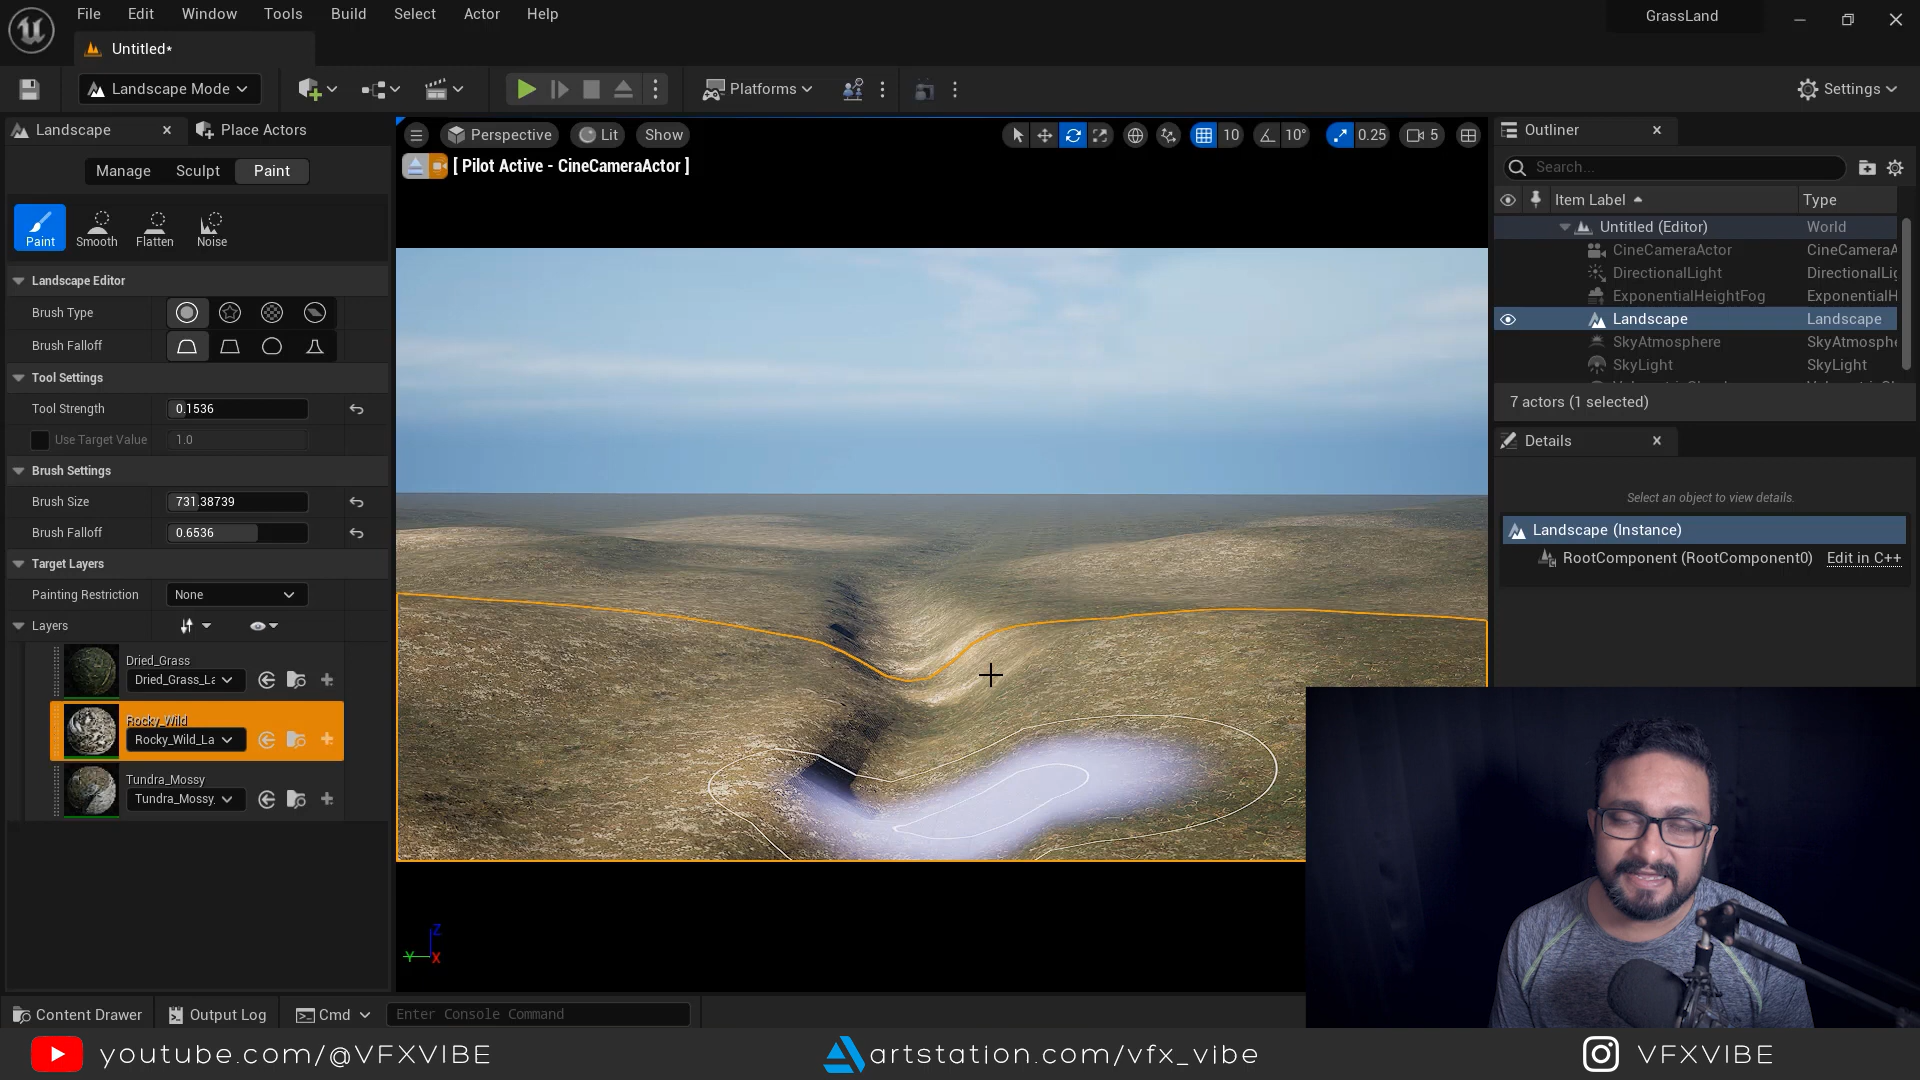 File Edit Window Tools Build Select Actor Help
GrassLand
Untitled*
Landscape Mode
Platforms
Settings
Landscape
Place Actors
Manage Sculpt Paint
Paint Smooth Flatten Noise
Landscape Editor
Brush Type
Brush Falloff
Tool Settings
Tool Strength 0.1536
Use Target Value 1.0
Brush Settings
Brush Size 731.38739
Brush Falloff 0.6536
Target Layers
Painting Restriction None
Layers
Dried_Grass
Dried_Grass_La
Rocky_Wild
Rocky_Wild_La
Tundra_Mossy
Tundra_Mossy
Perspective Lit Show
10 10° 0.25 5
[ Pilot Active - CineCameraActor ]
Z
Y X
Outliner
Search...
Item Label Type
Untitled (Editor) World
CineCameraActor CineCameraA
DirectionalLight DirectionalLig
ExponentialHeightFog ExponentialH
Landscape Landscape
SkyAtmosphere SkyAtmosphe
SkyLight SkyLight
7 actors (1 selected)
Details
Select an object to view details.
Landscape (Instance)
RootComponent (RootComponent0) Edit in C++
Content Drawer Output Log Cmd Enter Console Command
youtube.com/@VFXVIBE
artstation.com/vfx_vibe
VFXVIBE